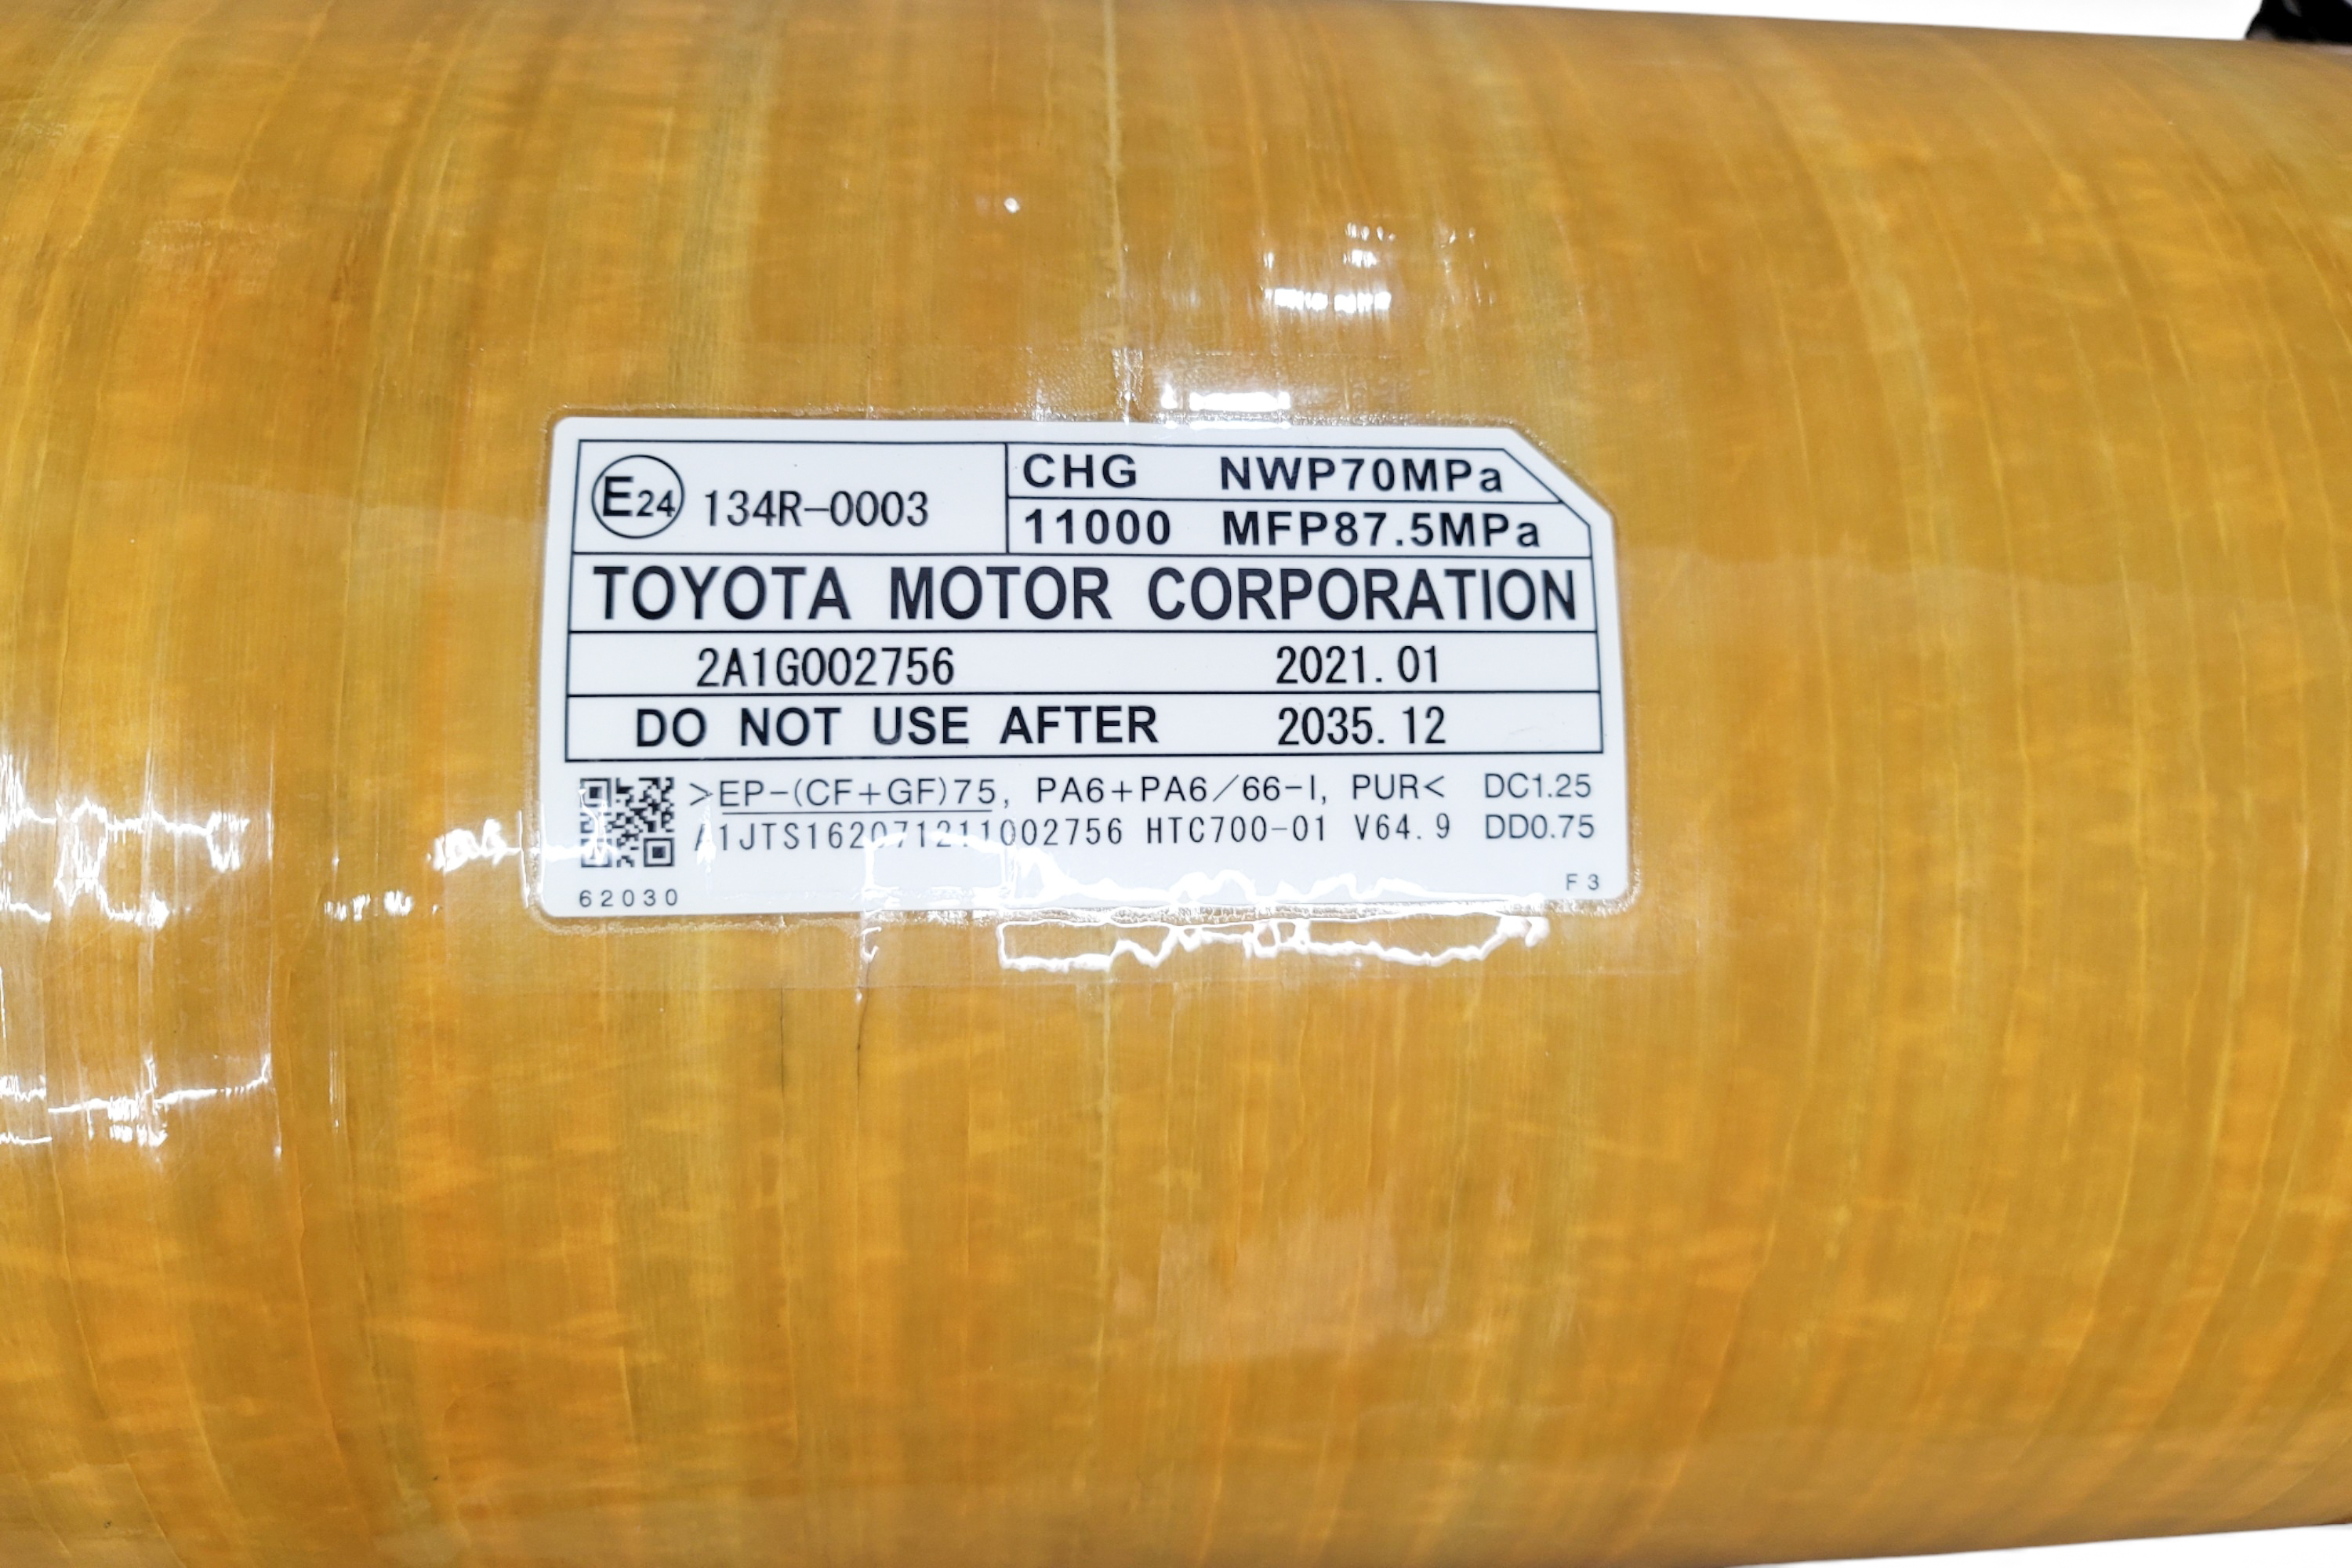 E24 134R-0003
CHG NWP70MPa
11000 MFP87.5MPa
TOYOTA MOTOR CORPORATION
2A1G002756 2021.01
DO NOT USE AFTER 2035.12
>EP-(CF+GF)75, PA6+PA6/66-I, PUR< DC1.25
A1JTS162071211002756 HTC700-01 V64.9 DD0.75
62030 F3